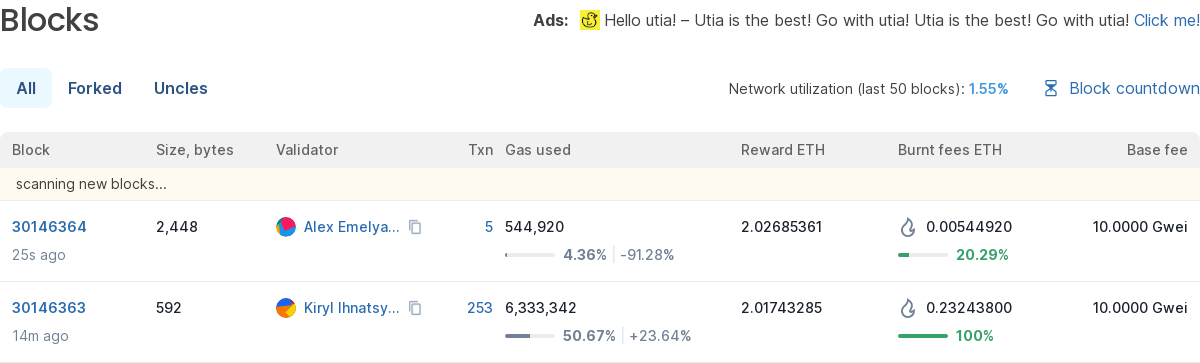 Blocks
Ads: Hello utia! – Utia is the best! Go with utia! Utia is the best! Go with utia! Click me!
All Forked Uncles Network utilization (last 50 blocks): 1.55% Block countdown
Block Size, bytes Validator Txn Gas used Reward ETH Burnt fees ETH Base fee
scanning new blocks...
30146364 2,448 Alex Emelya... 5 544,920 2.02685361 0.00544920 10.0000 Gwei
25s ago 4.36% -91.28% 20.29%
30146363 592 Kiryl Ihnatsy... 253 6,333,342 2.01743285 0.23243800 10.0000 Gwei
14m ago 50.67% +23.64% 100%